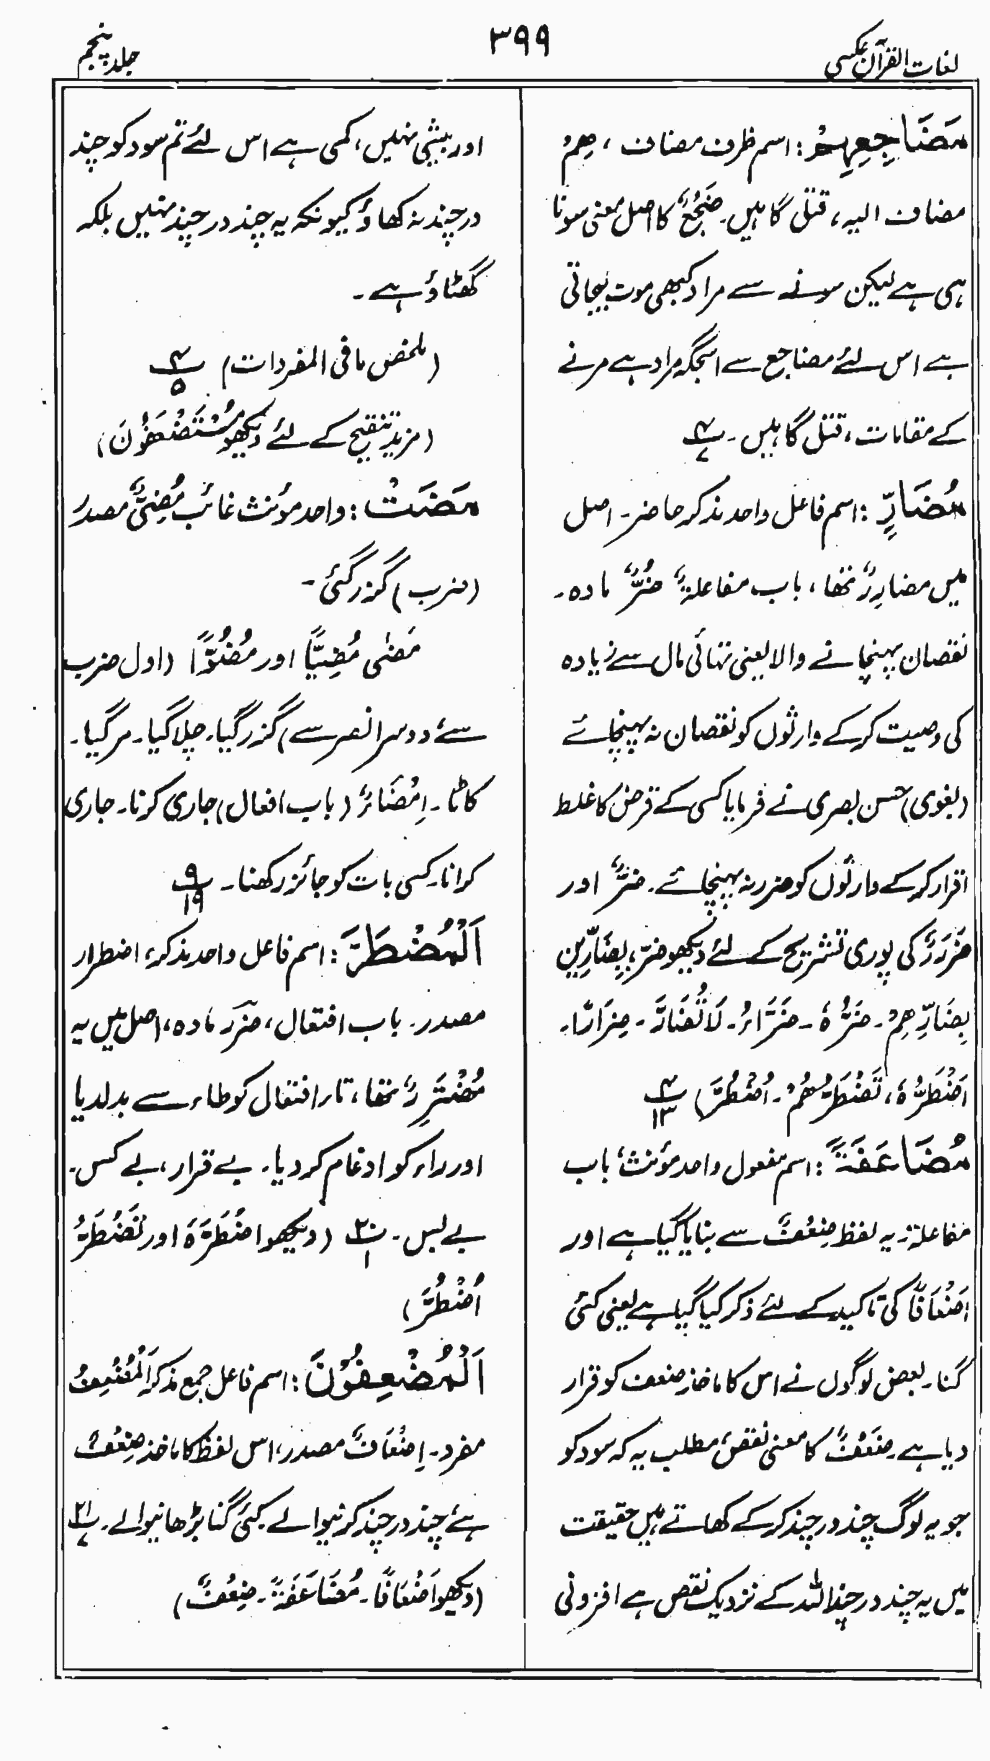 لغات القرآن عکسی
۳۹۹
جلد پنجم
مَضَاجِعِہِمْ : اسم ظرف مضاف ، ھِمْ
مضاف الیہ، قتل گاہیں۔ ضَجْعٌ کا اصل معنی سونا
ہی ہے لیکن سونے سے مراد کبھی موت لیجاتی
ہے اس لئے مضاجع سے اسجگہ مراد ہے مرنے
کے مقامات، قتل گاہیں۔ ۴/۷
مُضَارٍّ : اسم فاعل واحد مذکر حاضر۔ اصل
میں مضارِرٌ تھا، باب مفاعلۃ ضُرٌّ مادہ۔
نقصان پہنچانے والا یعنی تہائی مال سے زیادہ
کی وصیت کرکے وارثوں کو نقصان نہ پہنچائے
(بغوی) حسن بصری نے فرمایا کسی کے قرض کا غلط
اقرار کرکے وارثوں کو ضرر نہ پہنچائے۔ ضَرٌّ اور
ضَرَرٌ کی پوری تشریح کے لئے دیکھو ضرّ، بِضَارِّیْنَ
بِضَارِّھِمْ۔ ضَرُّہٗ۔ ضَرَّاءُ۔ لَا تُضَارَّ۔ ضِرَارًا۔
اَضْطَرُّہٗ، نَضْطَرُّھُمْ۔ اُضْطُرَّ) ۴/۱۳
مُضَاعَفَۃً : اسم مفعول واحد مؤنث، باب
مفاعلۃ۔ یہ لفظ ضِعْفٌ سے بنایا گیا ہے اور
اَضْعَافًا کی تاکید کے لئے ذکر کیا گیا ہے یعنی کئی
گنا۔ بعض لوگوں نے اس کا ماخذ ضعف کو قرار
دیا ہے۔ ضَعْفٌ کا معنی نقص، مطلب یہ کہ سود کو
جو یہ لوگ چند در چند کرکے کھاتے ہیں حقیقت
میں یہ چند در چند اللہ کے نزدیک نقص ہے افزونی
اور بیشی نہیں، کمی ہے اس لئے تم سود کو چند
در چند نہ کھاؤ کیونکہ یہ چند در چند نہیں بلکہ
گھٹاؤ ہے۔
(ملخص مافی المفردات) ۴/۵
(مزید تنقیح کے لئے دیکھو مُسْتَضْعَفُوْنَ)
مَضَتْ : واحد مؤنث غائب مُضِیٌّ مصدر
(ضرب) گزر گئی۔
مَضٰی مُضِیًّا اور مُضُوًّا (اول ضرب
سے، دوسرا نصر سے) گزر گیا۔ چلا گیا۔ مر گیا۔
کاٹا۔ اِمْضَاءٌ (باب افعال) جاری کرنا۔ جاری
کرانا۔ کسی بات کو جائز رکھنا۔ ۹/۱۹
اَلْمُضْطَرَّ : اسم فاعل واحد مذکر، اضطرار
مصدر۔ باب افتعال، ضرر مادہ، اصل میں یہ
مُضْتَرِرٌ تھا، تاء افتعال کو طاء سے بدلدیا
اور راء کو ادغام کردیا۔ بے قرار، بے کس۔
بے بس۔ ۲۰/۱ (دیکھو اَضْطَرُّہٗ اور نَضْطَرُّ
اُضْطُرَّ)
اَلْمُضْعِفُوْنَ : اسم فاعل جمع مذکر اَلْمُضْعِفُ
مفرد۔ اِضْعَافٌ مصدر، اس لفظ کا ماخذ ضِعْفٌ
ہے، چند در چند کرنیوالے۔ کئی گنا بڑھانیوالے۔ ۲۱/۷
(دیکھو اَضْعَافًا۔ مُضَاعَفَۃً۔ ضِعْفٌ)